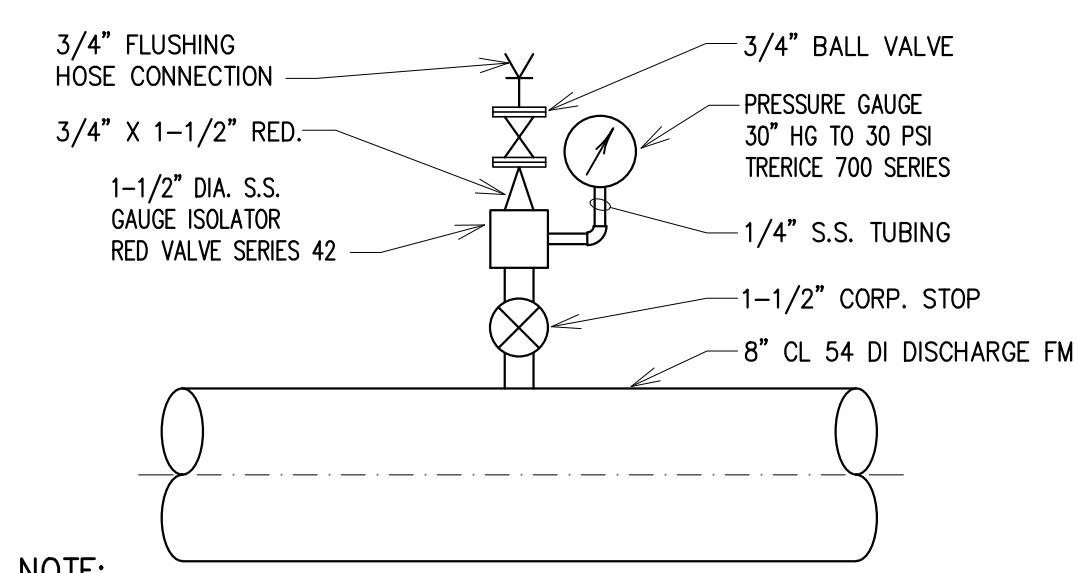 3/4” FLUSHING
HOSE CONNECTION
3/4” X 1-1/2” RED.
1-1/2” DIA. S.S.
GAUGE ISOLATOR
RED VALVE SERIES 42
3/4” BALL VALVE
PRESSURE GAUGE
30” HG TO 30 PSI
TRERICE 700 SERIES
1/4” S.S. TUBING
1-1/2” CORP. STOP
8” CL 54 DI DISCHARGE FM
NOTE: